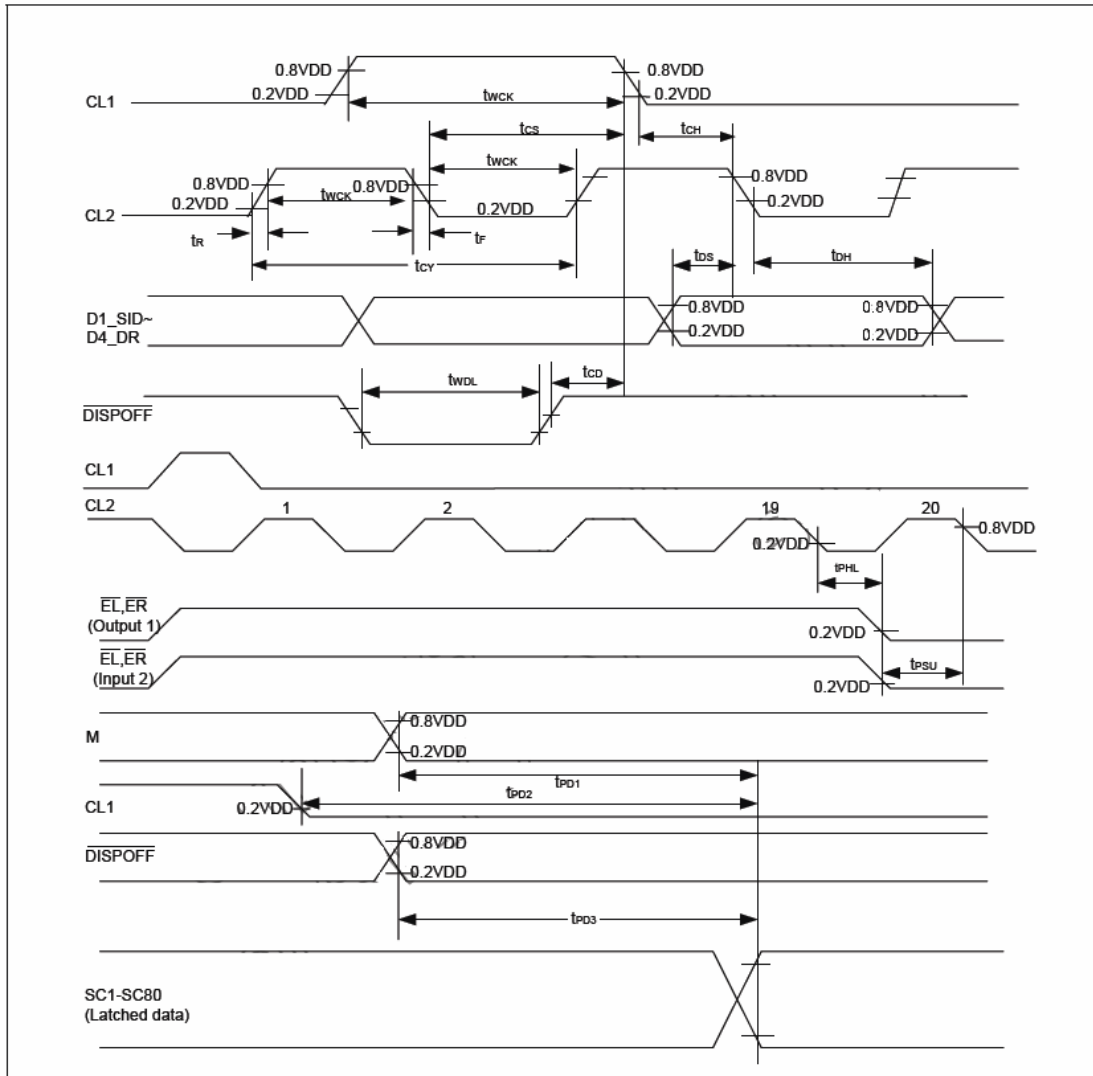 0.8VDD
0.8VDD
0.2VDD
0.2VDD
CL1
tWCK
tCS
tCH
tWCK
0.8VDD
0.8VDD
0.8VDD
tWCK
0.2VDD
0.2VDD
0.2VDD
CL2
tR
tF
tCY
tDS
tDH
D1_SID~
D4_DR
0.8VDD
0.8VDD
0.2VDD
0.2VDD
tWDL
tCD
DISPOFF
CL1
CL2
1
2
19
20
0.8VDD
0.2VDD
tPHL
EL,ER
(Output 1)
0.2VDD
EL,ER
(Input 2)
tPSU
0.2VDD
M
0.8VDD
0.2VDD
tPD1
tPD2
CL1
0.2VDD
DISPOFF
0.8VDD
0.2VDD
tPD3
SC1-SC80
(Latched data)